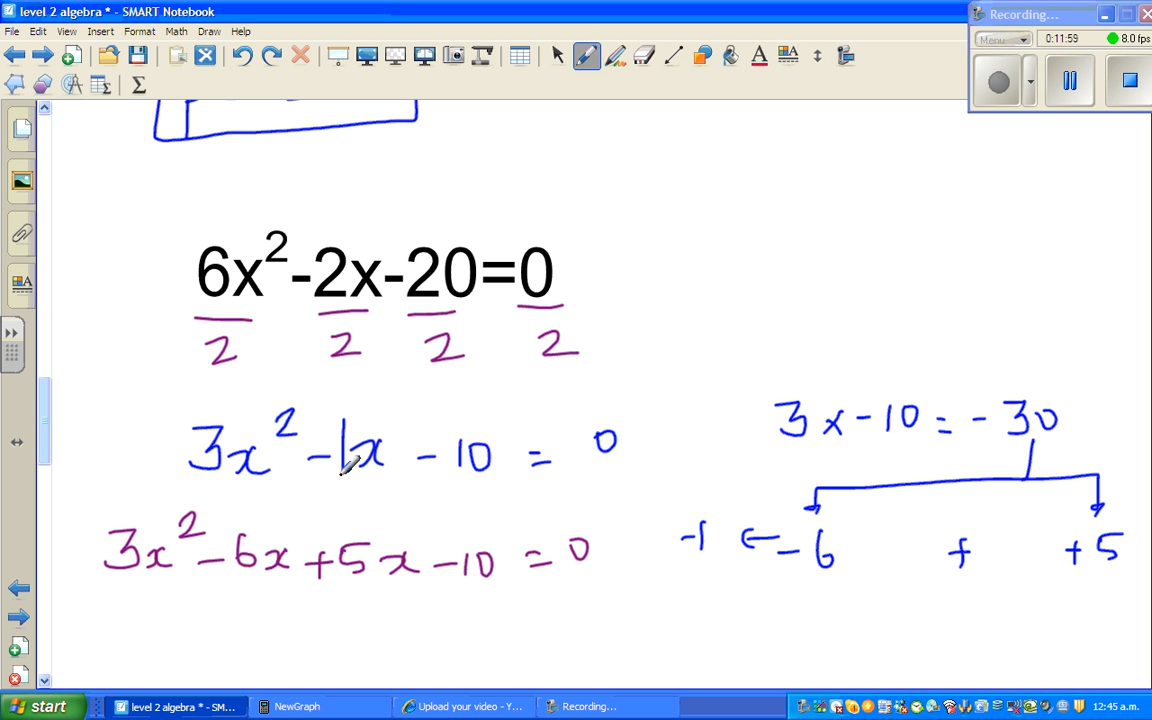 level 2 algebra * - SMART Notebook
File Edit View Insert Format Math Draw Help
Recording...
Menu 0:11:59 8.0 fps
6x²-2x-20=0
2 2 2 2
3x² - 1x - 10 = 0
3 x - 10 = - 30
3x² - 6x + 5x - 10 = 0
-1 ← - 6 + + 5
start
level 2 algebra * - SM...
NewGraph
Upload your video - Y...
Recording...
12:45 a.m.